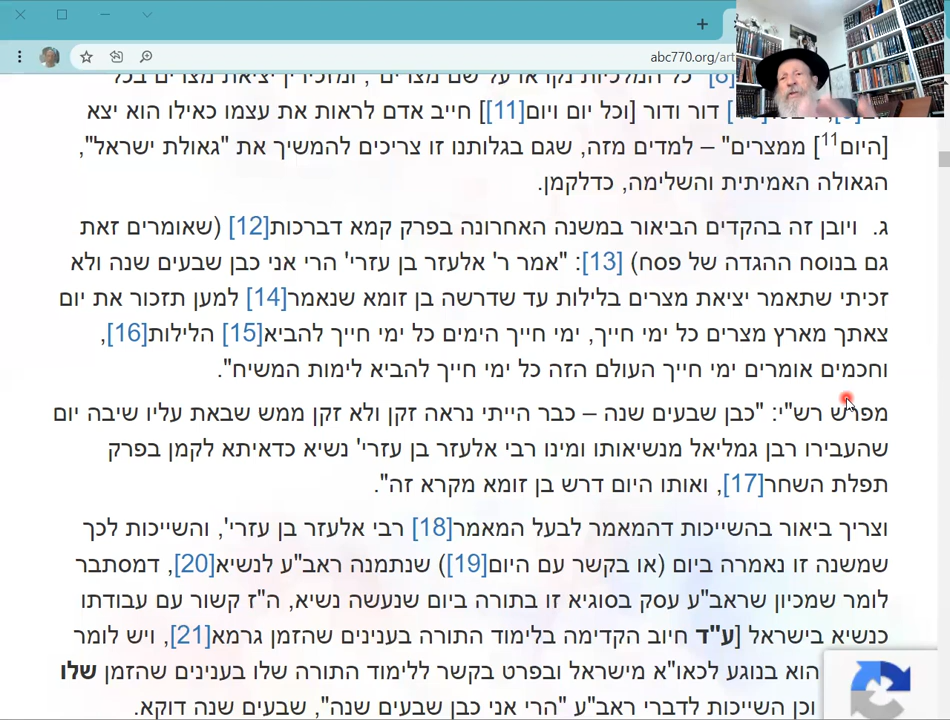 abc770.org/art
כל המלכיות נקראו על שם מצרים", ומזכירין יציאת מצרים בכל
דור ודור [וכל יום ויום[11]] חייב אדם לראות את עצמו כאילו הוא יצא
[היום11] ממצרים" – למדים מזה, שגם בגלותנו זו צריכים להמשיך את "גאולת ישראל",
הגאולה האמיתית והשלימה, כדלקמן.
ג. ויובן זה בהקדים הביאור במשנה האחרונה בפרק קמא דברכות[12] (שאומרים זאת
גם בנוסח ההגדה של פסח) [13]: "אמר ר' אלעזר בן עזרי' הרי אני כבן שבעים שנה ולא
זכיתי שתאמר יציאת מצרים בלילות עד שדרשה בן זומא שנאמר[14] למען תזכור את יום
צאתך מארץ מצרים כל ימי חייך, ימי חייך הימים כל ימי חייך להביא[15] הלילות[16],
וחכמים אומרים ימי חייך העולם הזה כל ימי חייך להביא לימות המשיח".
מפרש רש"י: "כבן שבעים שנה – כבר הייתי נראה זקן ולא זקן ממש שבאת עליו שיבה יום
שהעבירו רבן גמליאל מנשיאותו ומינו רבי אלעזר בן עזרי' נשיא כדאיתא לקמן בפרק
תפלת השחר[17], ואותו היום דרש בן זומא מקרא זה".
וצריך ביאור בהשייכות דהמאמר לבעל המאמר[18] רבי אלעזר בן עזרי', והשייכות לכך
שמשנה זו נאמרה ביום (או בקשר עם היום[19]) שנתמנה ראב"ע לנשיא[20], דמסתבר
לומר שמכיון שראב"ע עסק בסוגיא זו בתורה ביום שנעשה נשיא, ה"ז קשור עם עבודתו
כנשיא בישראל [ע"ד חיוב הקדימה בלימוד התורה בענינים שהזמן גרמא[21], ויש לומר
הוא בנוגע לכאו"א מישראל ובפרט בקשר ללימוד התורה שלו בענינים שהזמן שלו
וכן השייכות לדברי ראב"ע "הרי אני כבן שבעים שנה", שבעים שנה דוקא.